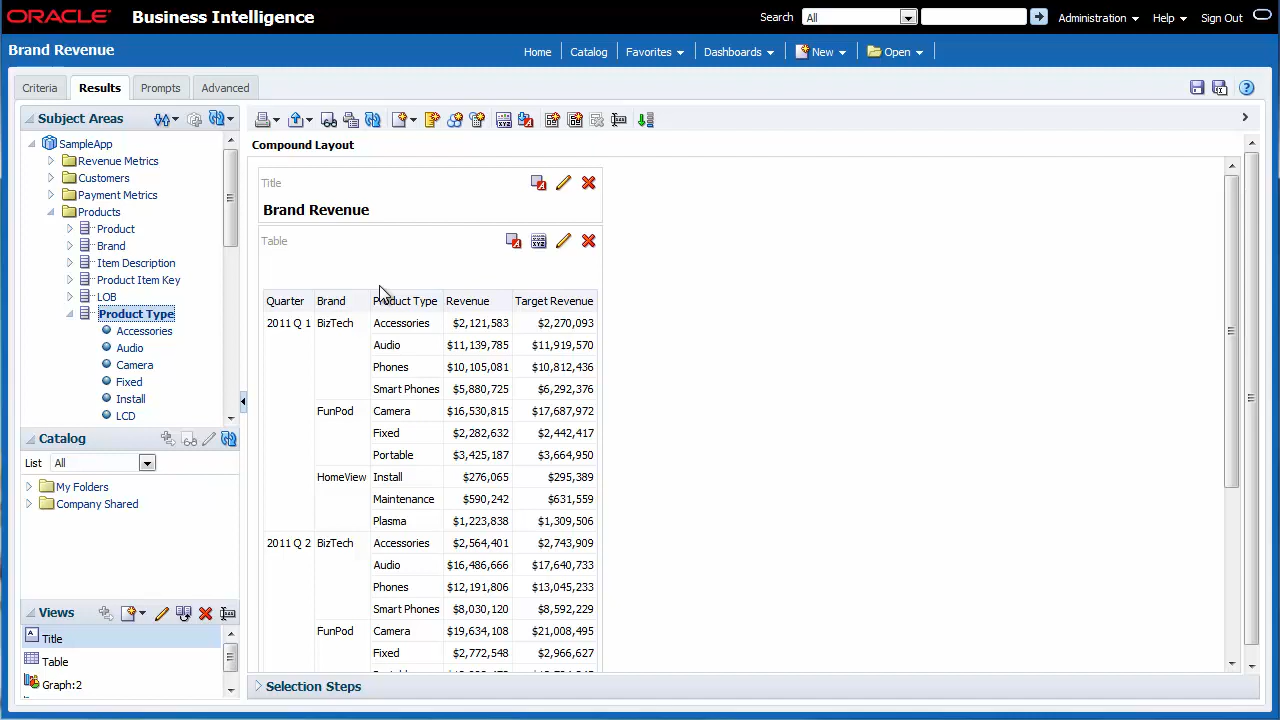 ORACLE Business Intelligence
Search All Administration Help Sign Out
Brand Revenue
Home Catalog Favorites Dashboards New Open
Criteria Results Prompts Advanced
Subject Areas
SampleApp
Revenue Metrics
Customers
Payment Metrics
Products
Product
Brand
Item Description
Product Item Key
LOB
Product Type
Accessories
Audio
Camera
Fixed
Install
LCD
Catalog
List All
My Folders
Company Shared
Views
Title
Table
Graph:2
Compound Layout
Title
Brand Revenue
Table
Quarter Brand Product Type Revenue Target Revenue
2011 Q 1 BizTech Accessories $2,121,583 $2,270,093
Audio $11,139,785 $11,919,570
Phones $10,105,081 $10,812,436
Smart Phones $5,880,725 $6,292,376
FunPod Camera $16,530,815 $17,687,972
Fixed $2,282,632 $2,442,417
Portable $3,425,187 $3,664,950
HomeView Install $276,065 $295,389
Maintenance $590,242 $631,559
Plasma $1,223,838 $1,309,506
2011 Q 2 BizTech Accessories $2,564,401 $2,743,909
Audio $16,486,666 $17,640,733
Phones $12,191,806 $13,045,233
Smart Phones $8,030,120 $8,592,229
FunPod Camera $19,634,108 $21,008,495
Fixed $2,772,548 $2,966,627
Selection Steps